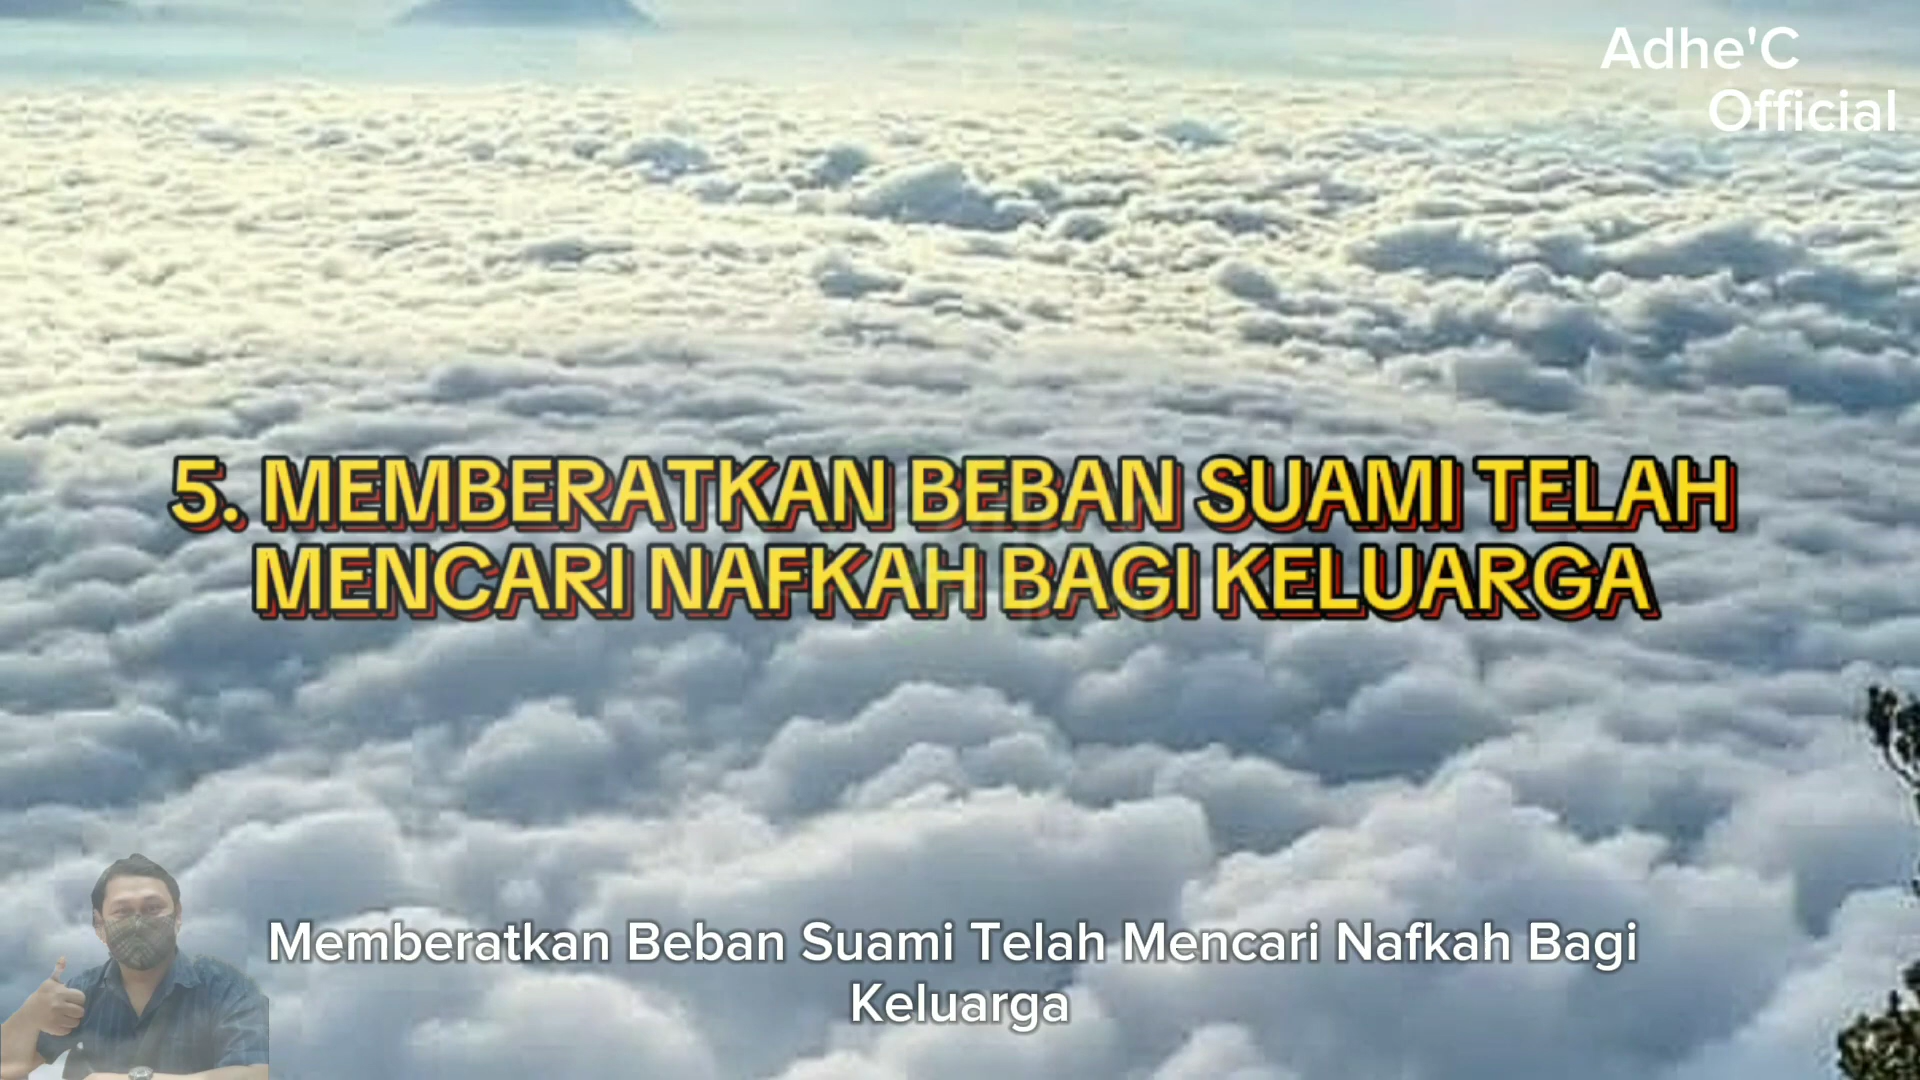 Adhe'C
Official
5. MEMBERATKAN BEBAN SUAMI TELAH
MENCARI NAFKAH BAGI KELUARGA
Memberatkan Beban Suami Telah Mencari Nafkah Bagi
Keluarga